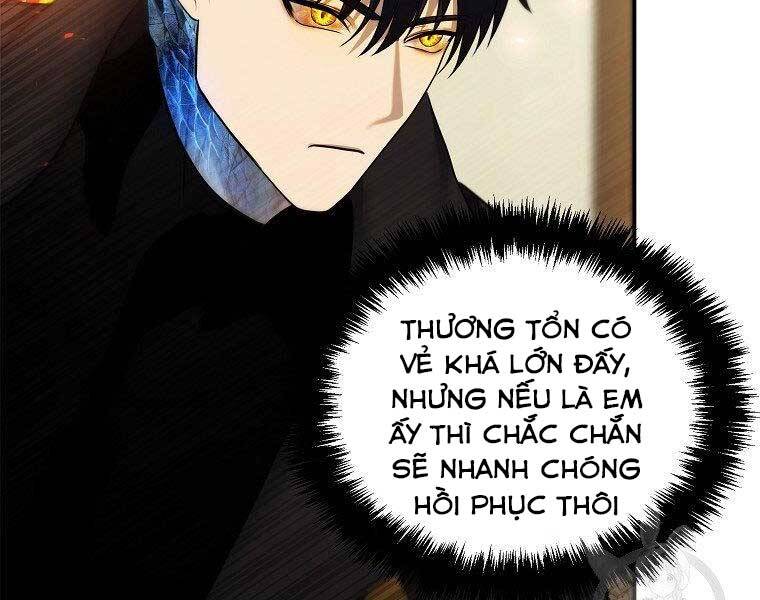 THƯƠNG TỔN CÓ
VẺ KHÁ LỚN ĐẤY,
NHƯNG NẾU LÀ EM
ẤY THÌ CHẮC CHẮN
SẼ NHANH CHÓNG
HỒI PHỤC THÔI